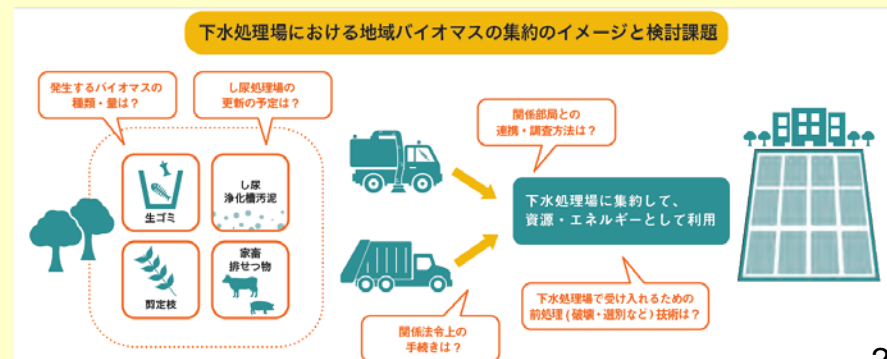 下水処理場における地域バイオマスの集約のイメージと検討課題
発生するバイオマスの
種類・量は？
し尿処理場の
更新の予定は？
関係部局との
連携・調査方法は？
生ゴミ
し尿
浄化槽汚泥
下水処理場に集約して、
資源・エネルギーとして利用
剪定枝
家畜
排せつ物
下水処理場で受け入れるための
前処理(破壊・選別など)技術は？
関係法令上の
手続きは？
2